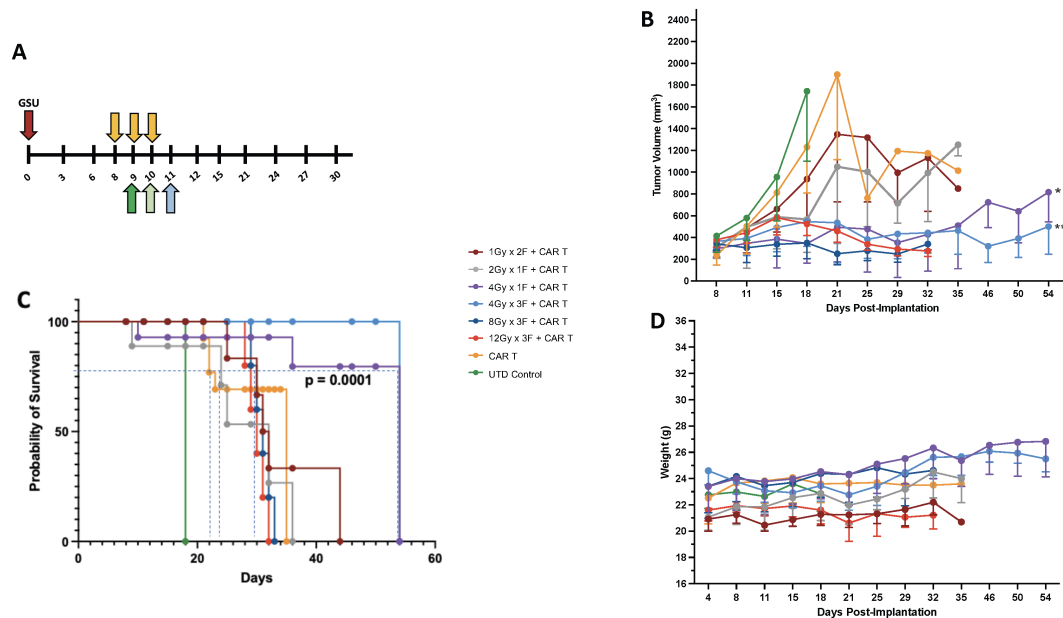 A
GSU
0 3 6 8 9 10 11 12 15 21 24 27 30
B
Tumor Volume (mm³)
2400
2200
2000
1800
1600
1400
1200
1000
800
600
400
200
0
8 11 15 18 21 25 29 32 35 46 50 54
Days Post-Implantation
*
**
1Gy x 2F + CAR T
2Gy x 1F + CAR T
4Gy x 1F + CAR T
4Gy x 3F + CAR T
8Gy x 3F + CAR T
12Gy x 3F + CAR T
CAR T
UTD Control
C
Probability of Survival
100
50
0
p = 0.0001
0 20 40 60
Days
D
Weight (g)
36
34
32
30
28
26
24
22
20
18
16
4 8 11 15 18 21 25 29 32 35 46 50 54
Days Post-Implantation